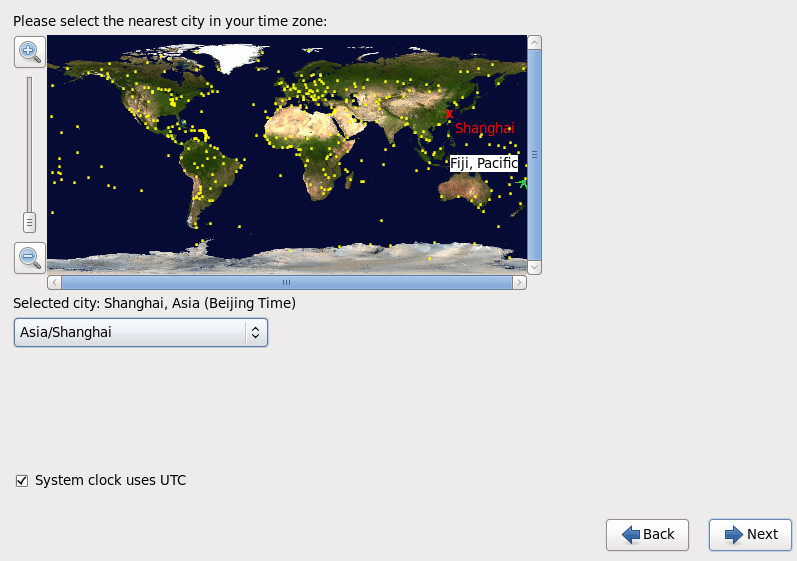 Please select the nearest city in your time zone:
Shanghai
Fiji, Pacific
Selected city: Shanghai, Asia (Beijing Time)
Asia/Shanghai
System clock uses UTC
Back
Next